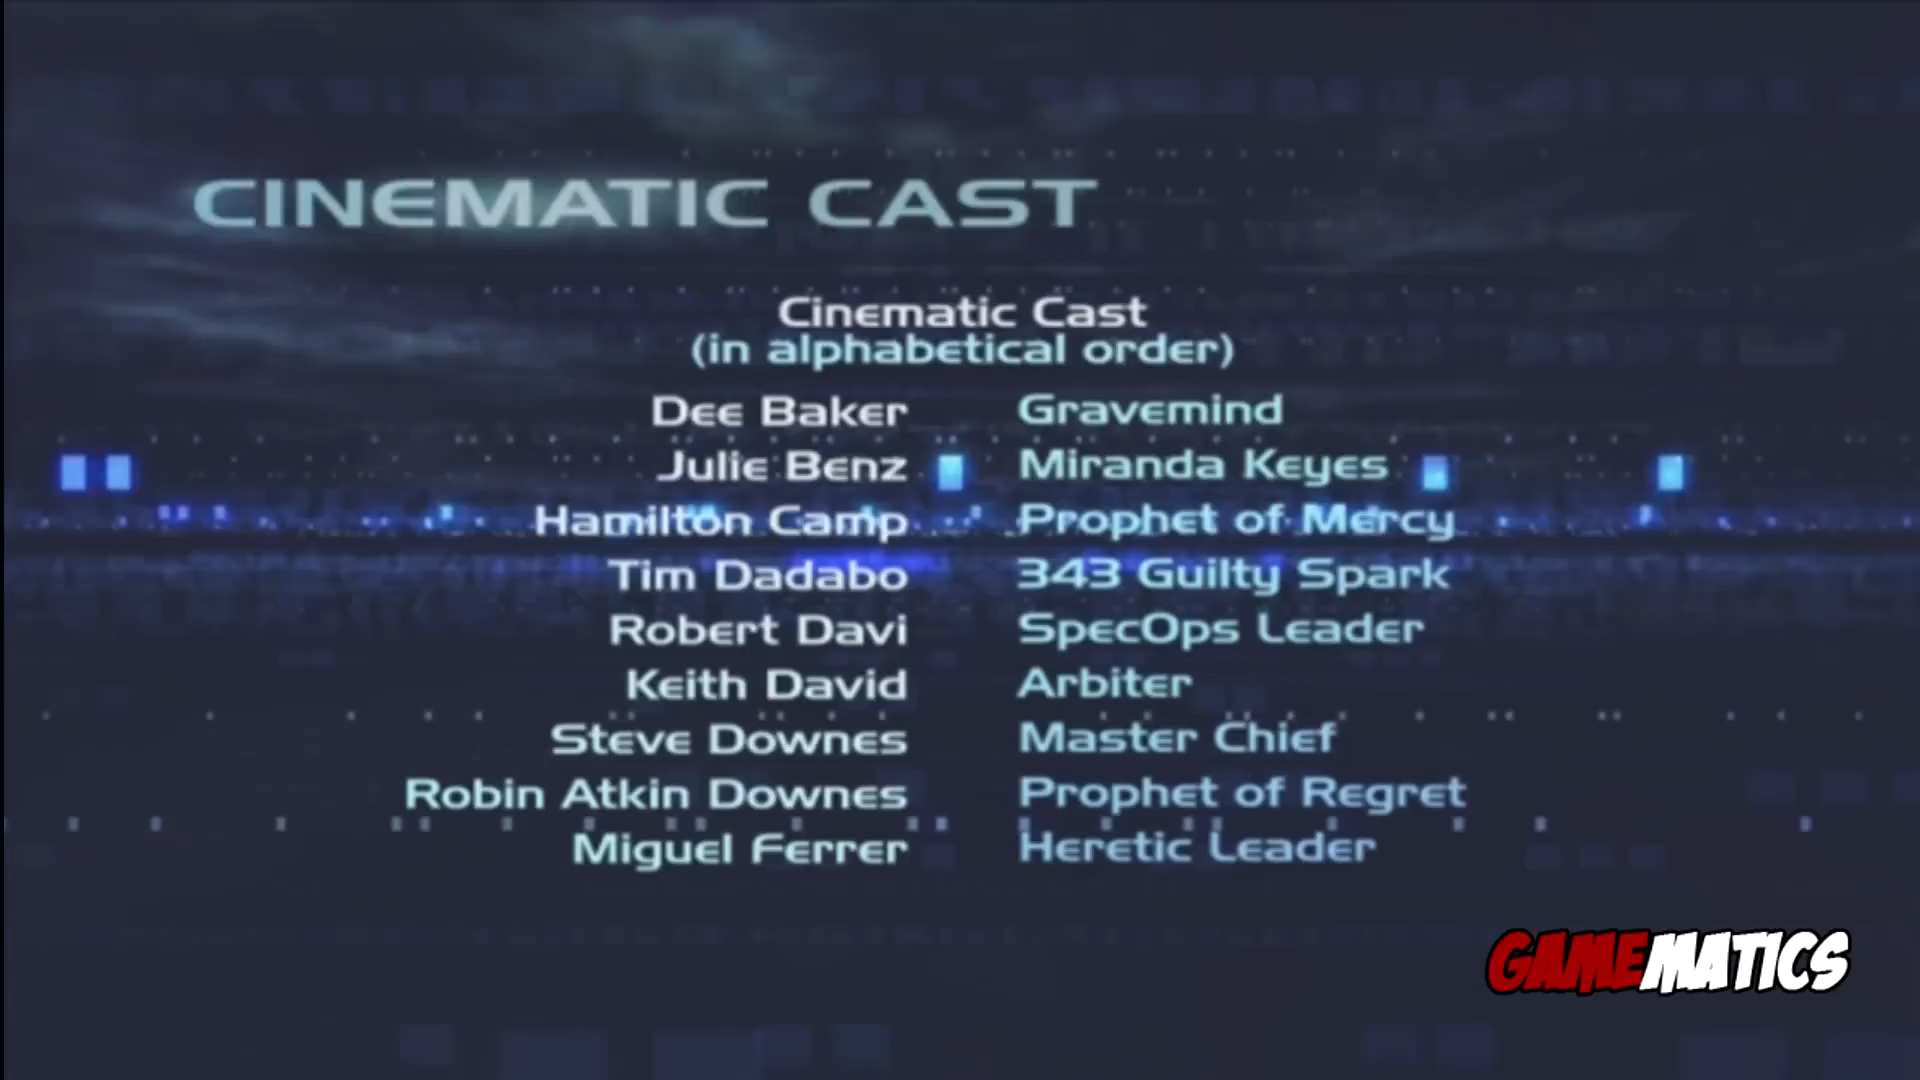 CINEMATIC CAST
Cinematic Cast
(in alphabetical order)
Dee Baker Gravemind
Julie Benz Miranda Keyes
Hamilton Camp Prophet of Mercy
Tim Dadabo 343 Guilty Spark
Robert Davi SpecOps Leader
Keith David Arbiter
Steve Downes Master Chief
Robin Atkin Downes Prophet of Regret
Miguel Ferrer Heretic Leader
GAMEMATICS